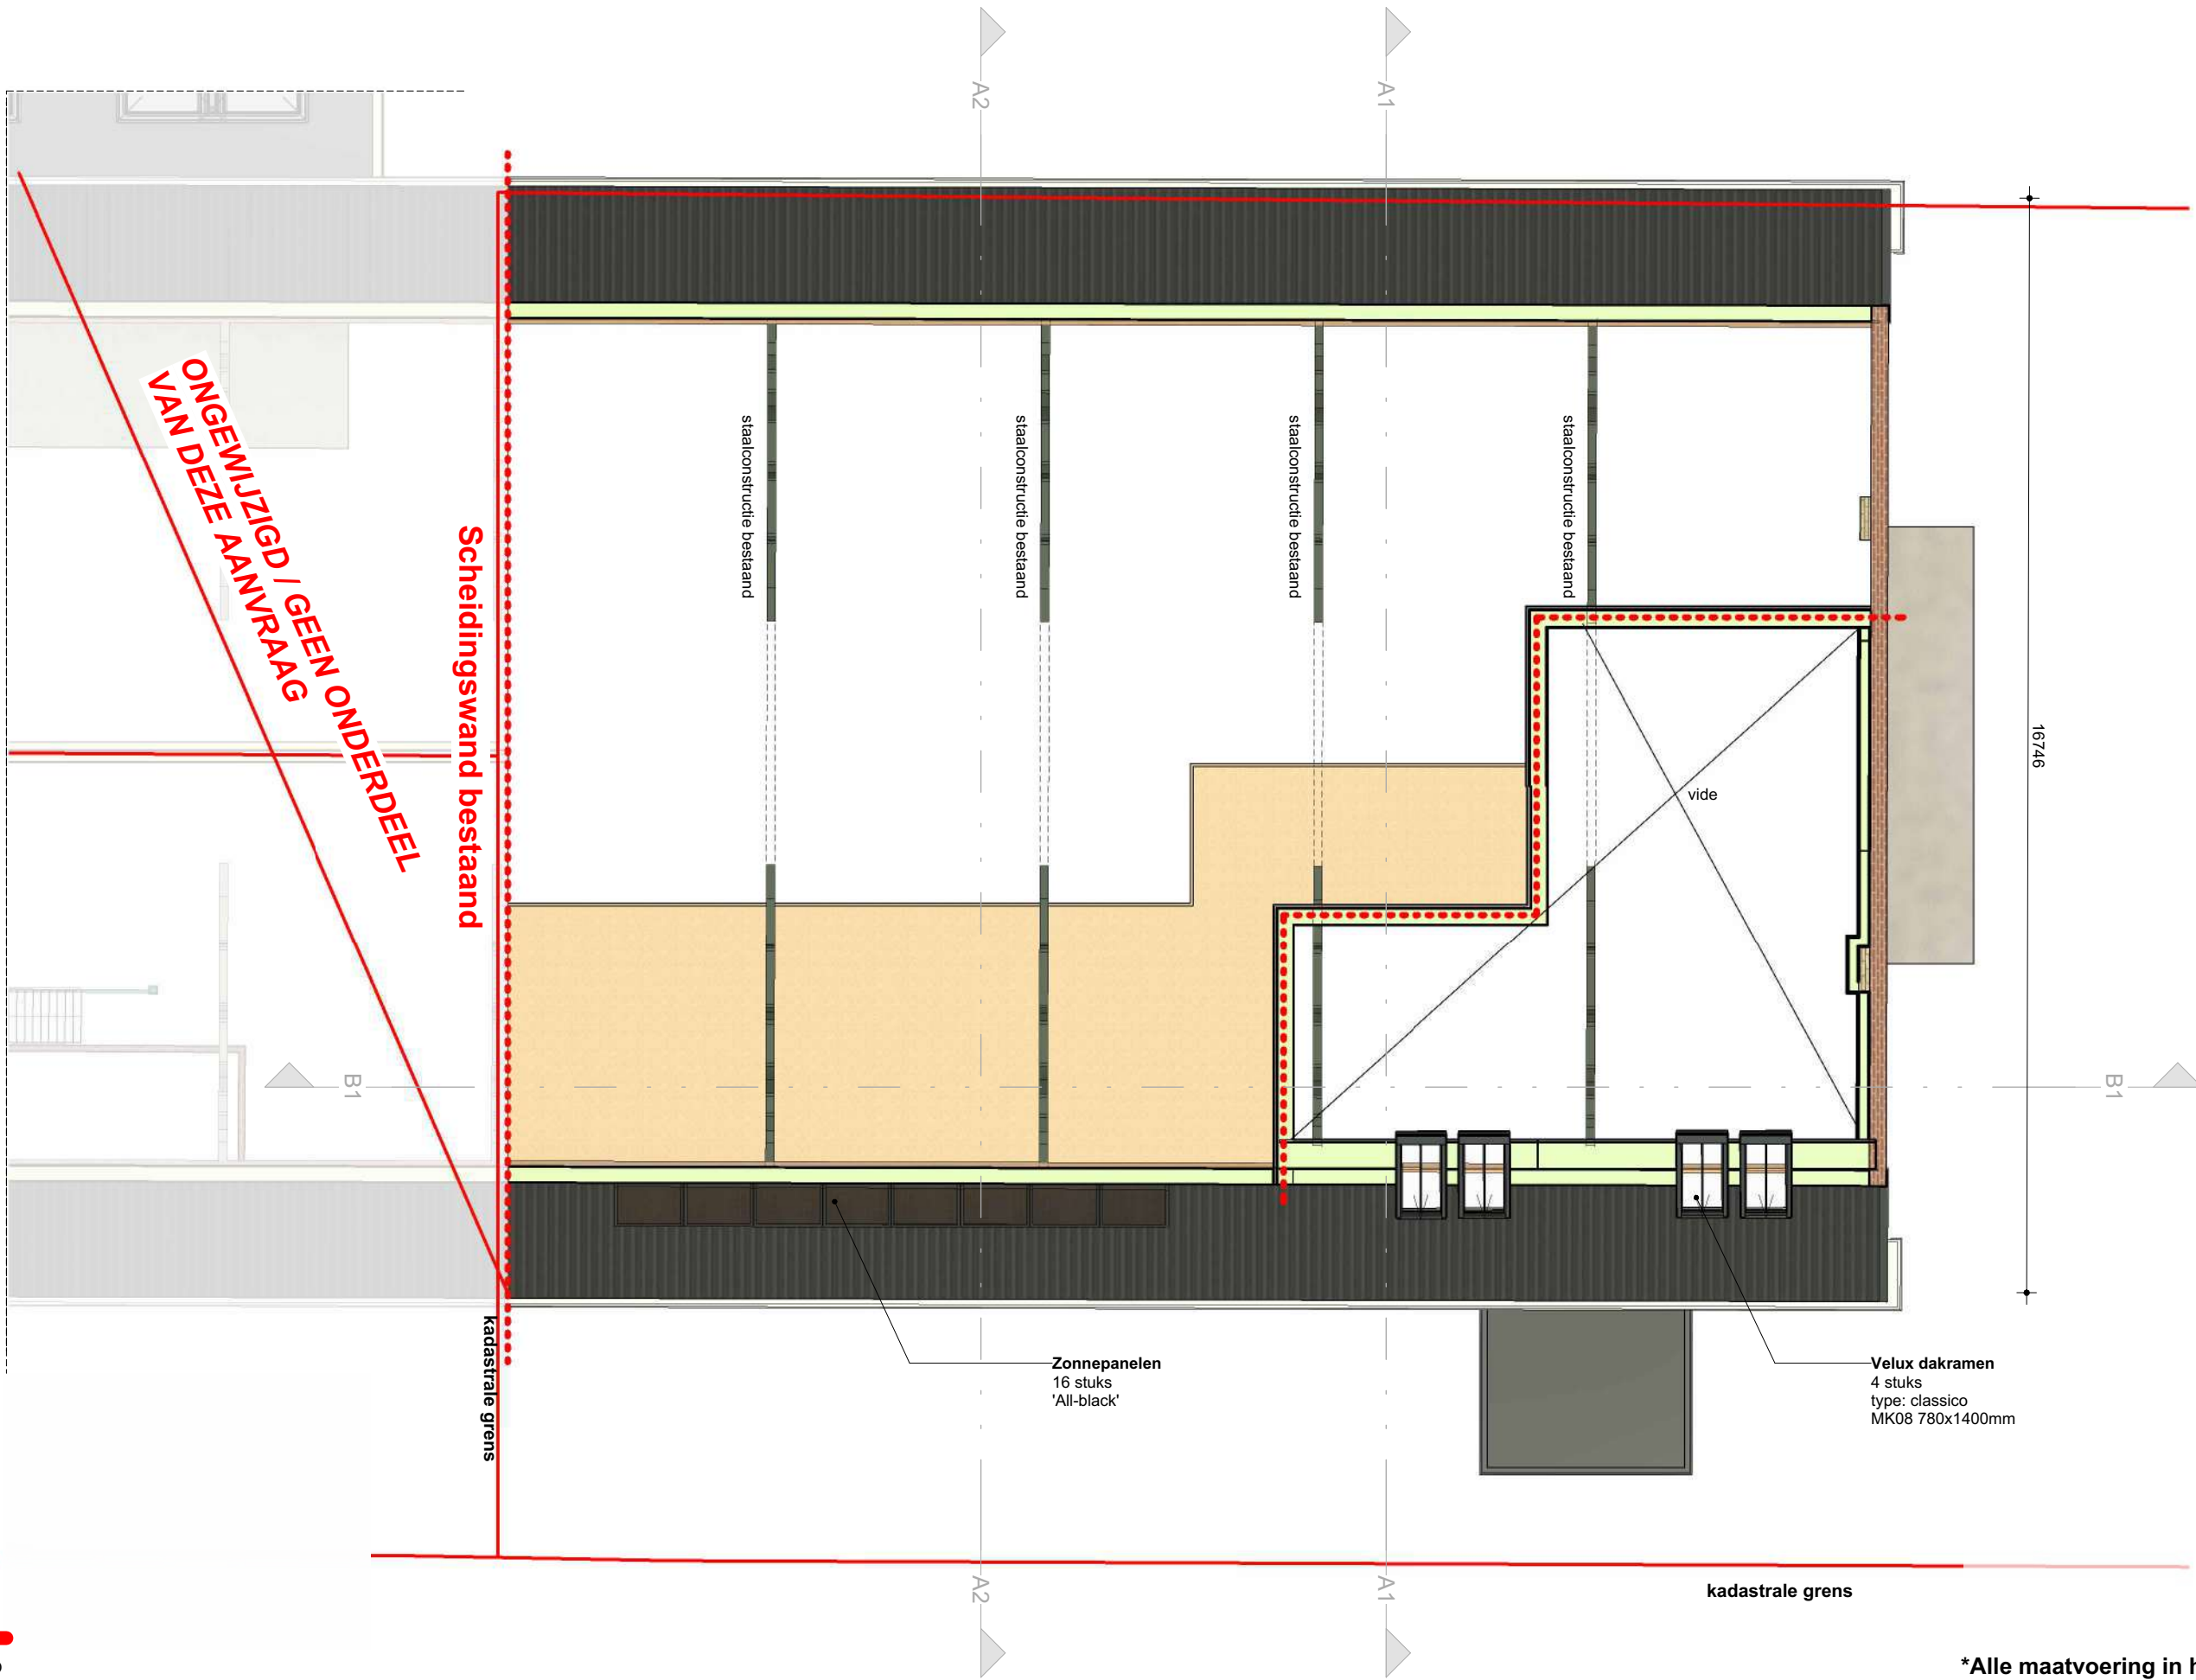 A2
A1
ONGEWIJZIGD / GEEN ONDERDEEL
VAN DEZE AANVRAAG
Scheidingswand bestaand
staalconstructie bestaand
staalconstructie bestaand
staalconstructie bestaand
staalconstructie bestaand
16746
vide
B1
B1
kadastrale grens
Zonnepanelen
16 stuks
'All-black'
Velux dakramen
4 stuks
type: classico
MK08 780x1400mm
A2
A1
kadastrale grens
*Alle maatvoering in